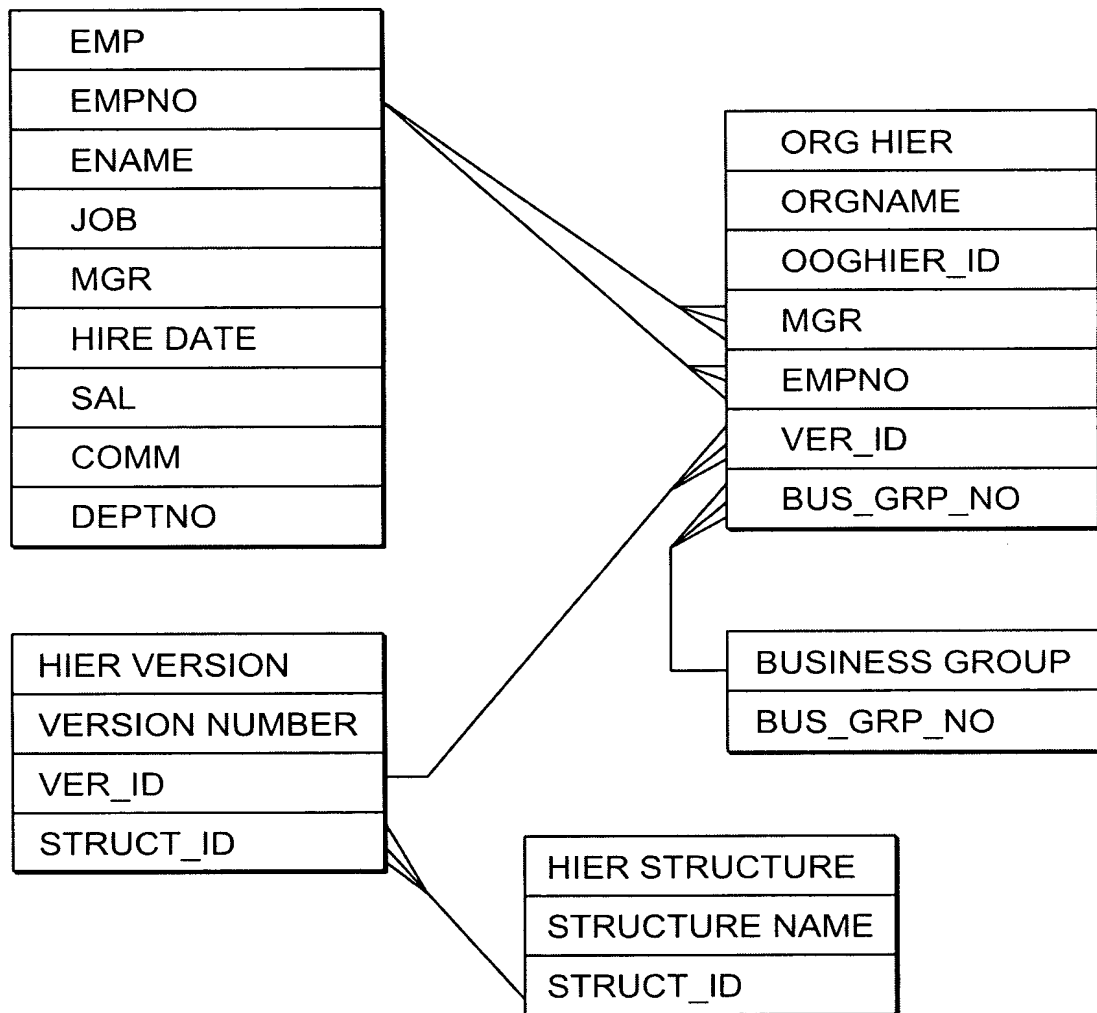 EMP
EMPNO
ENAME
JOB
MGR
HIRE DATE
SAL
COMM
DEPTNO
ORG HIER
ORGNAME
OOGHIER_ID
MGR
EMPNO
VER_ID
BUS_GRP_NO
HIER VERSION
VERSION NUMBER
VER_ID
STRUCT_ID
BUSINESS GROUP
BUS_GRP_NO
HIER STRUCTURE
STRUCTURE NAME
STRUCT_ID